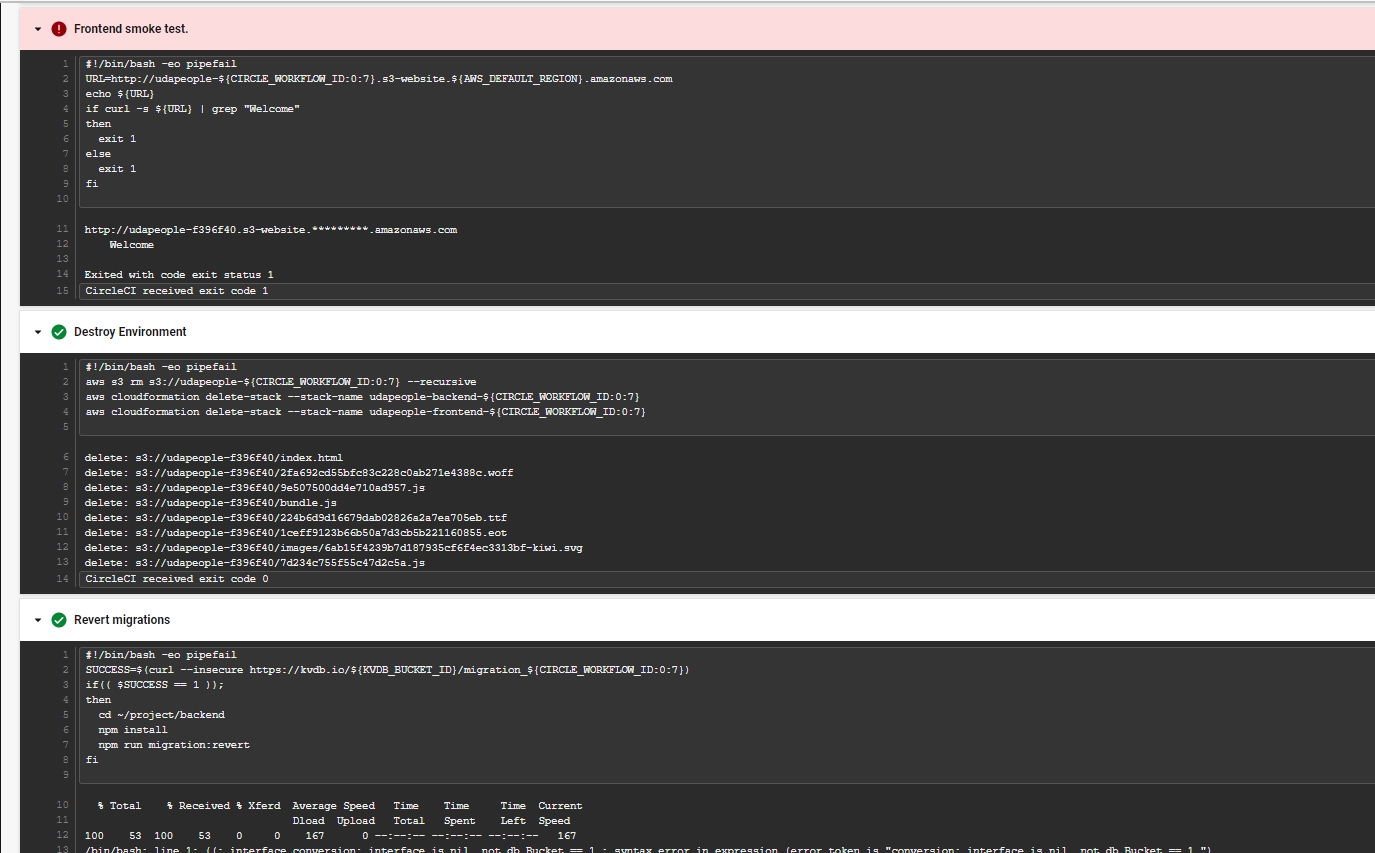 Frontend smoke test.
1 #!/bin/bash -eo pipefail
2 URL=http://udapeople-${CIRCLE_WORKFLOW_ID:0:7}.s3-website.${AWS_DEFAULT_REGION}.amazonaws.com
3 echo ${URL}
4 if curl -s ${URL} | grep "Welcome"
5 then
6   exit 1
7 else
8   exit 1
9 fi
10
11 http://udapeople-f396f40.s3-website.*********.amazonaws.com
12     Welcome
13
14 Exited with code exit status 1
15 CircleCI received exit code 1
Destroy Environment
1 #!/bin/bash -eo pipefail
2 aws s3 rm s3://udapeople-${CIRCLE_WORKFLOW_ID:0:7} --recursive
3 aws cloudformation delete-stack --stack-name udapeople-backend-${CIRCLE_WORKFLOW_ID:0:7}
4 aws cloudformation delete-stack --stack-name udapeople-frontend-${CIRCLE_WORKFLOW_ID:0:7}
5
6 delete: s3://udapeople-f396f40/index.html
7 delete: s3://udapeople-f396f40/2fa692cd55bfc83c228c0ab271e4388c.woff
8 delete: s3://udapeople-f396f40/9e507500dd4e710ad957.js
9 delete: s3://udapeople-f396f40/bundle.js
10 delete: s3://udapeople-f396f40/224b6d9d16679dab02826a2a7ea705eb.ttf
11 delete: s3://udapeople-f396f40/1ceff9123b66b50a7d3cb5b221160855.eot
12 delete: s3://udapeople-f396f40/images/6ab15f4239b7d187935cf6f4ec3313bf-kiwi.svg
13 delete: s3://udapeople-f396f40/7d234c755f55c47d2c5a.js
14 CircleCI received exit code 0
Revert migrations
1 #!/bin/bash -eo pipefail
2 SUCCESS=$(curl --insecure https://kvdb.io/${KVDB_BUCKET_ID}/migration_${CIRCLE_WORKFLOW_ID:0:7})
3 if(( $SUCCESS == 1 ));
4 then
5   cd ~/project/backend
6   npm install
7   npm run migration:revert
8 fi
9
10   % Total    % Received % Xferd  Average Speed   Time    Time     Time  Current
11                                  Dload  Upload   Total   Spent    Left  Speed
12 100    53  100    53    0     0    167      0 --:--:-- --:--:-- --:--:--   167
13 /bin/bash: line 1: ((: interface conversion: interface is nil, not db.Bucket == 1 : syntax error in expression (error token is "conversion: interface is nil, not db.Bucket == 1 ")